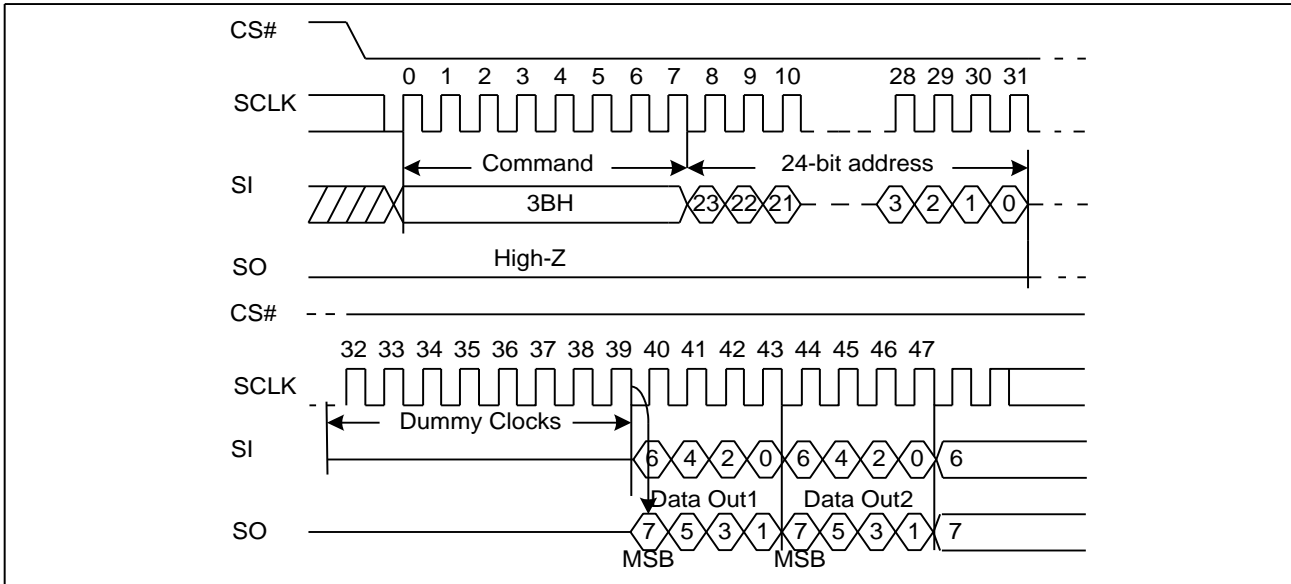 CS#
0 1 2 3 4 5 6 7 8 9 10 28 29 30 31
SCLK
Command 24-bit address
SI
3BH 23 22 21 3 2 1 0
High-Z
SO
CS#
32 33 34 35 36 37 38 39 40 41 42 43 44 45 46 47
SCLK
Dummy Clocks
SI 6 4 2 0 6 4 2 0 6
Data Out1 Data Out2
SO 7 5 3 1 7 5 3 1 7
MSB MSB